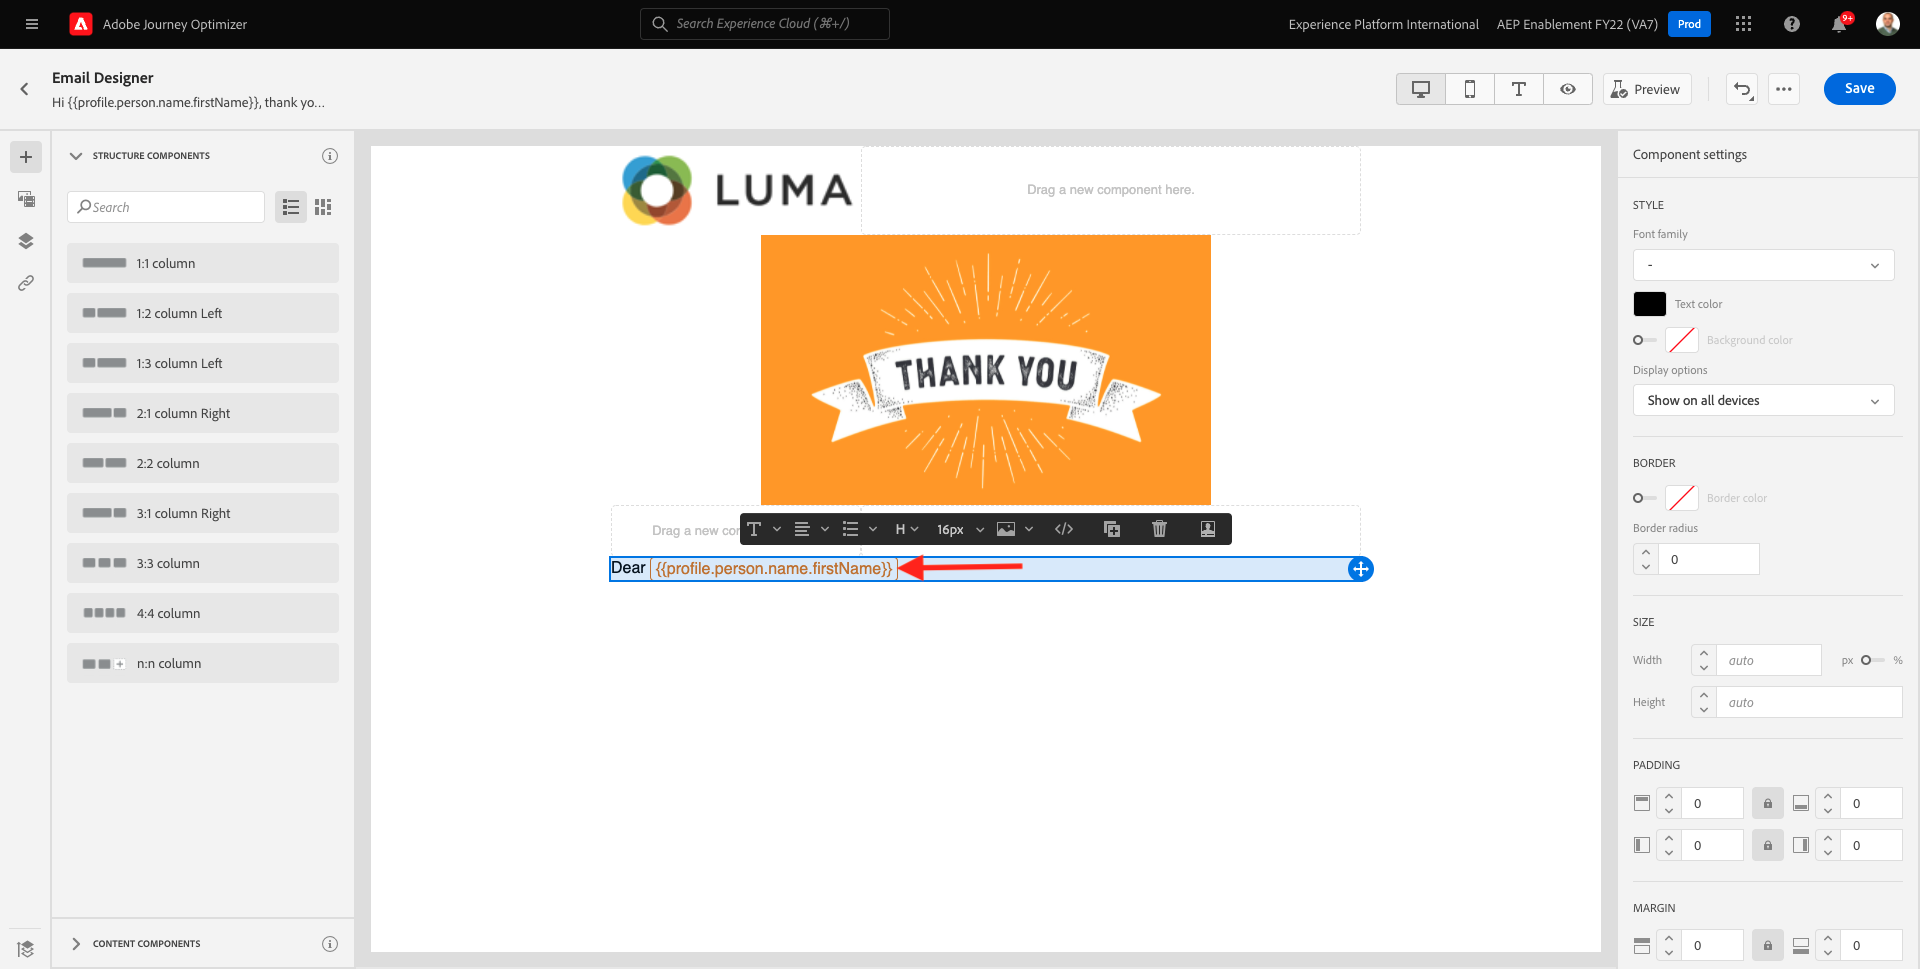 Adobe Journey Optimizer
Search Experience Cloud (⌘+/)
Experience Platform International
AEP Enablement FY22 (VA7)
Prod
9+
Email Designer
Hi {{profile.person.name.firstName}}, thank yo...
Preview
Save
STRUCTURE COMPONENTS
Search
1:1 column
1:2 column Left
1:3 column Left
2:1 column Right
2:2 column
3:1 column Right
3:3 column
4:4 column
n:n column
CONTENT COMPONENTS
LUMA
Drag a new component here.
THANK YOU
Drag a new cor
H
16px
Dear {{profile.person.name.firstName}}
Component settings
STYLE
Font family
-
Text color
Background color
Display options
Show on all devices
BORDER
Border color
Border radius
0
SIZE
Width
auto
px
%
Height
auto
PADDING
0
0
0
0
MARGIN
0
0